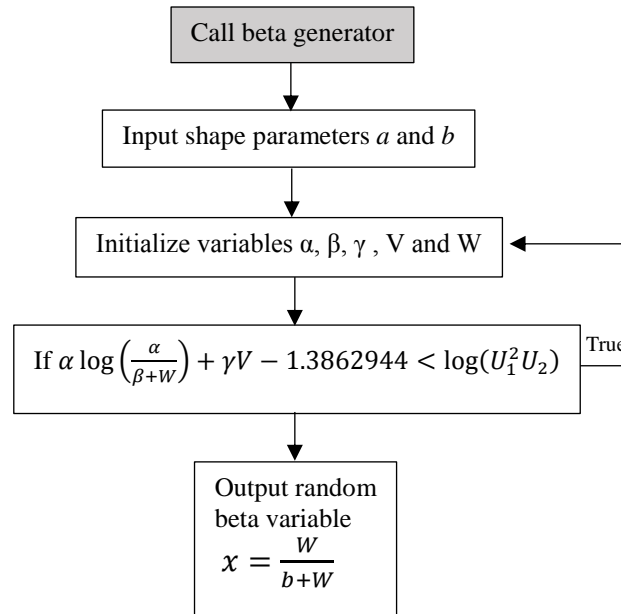 Call beta generator
Input shape parameters a and b
Initialize variables α, β, γ , V and W
If α log(α/(β+W)) + γV − 1.3862944 < log(U₁²U₂)
True
Output random
beta variable
x = W/(b+W)